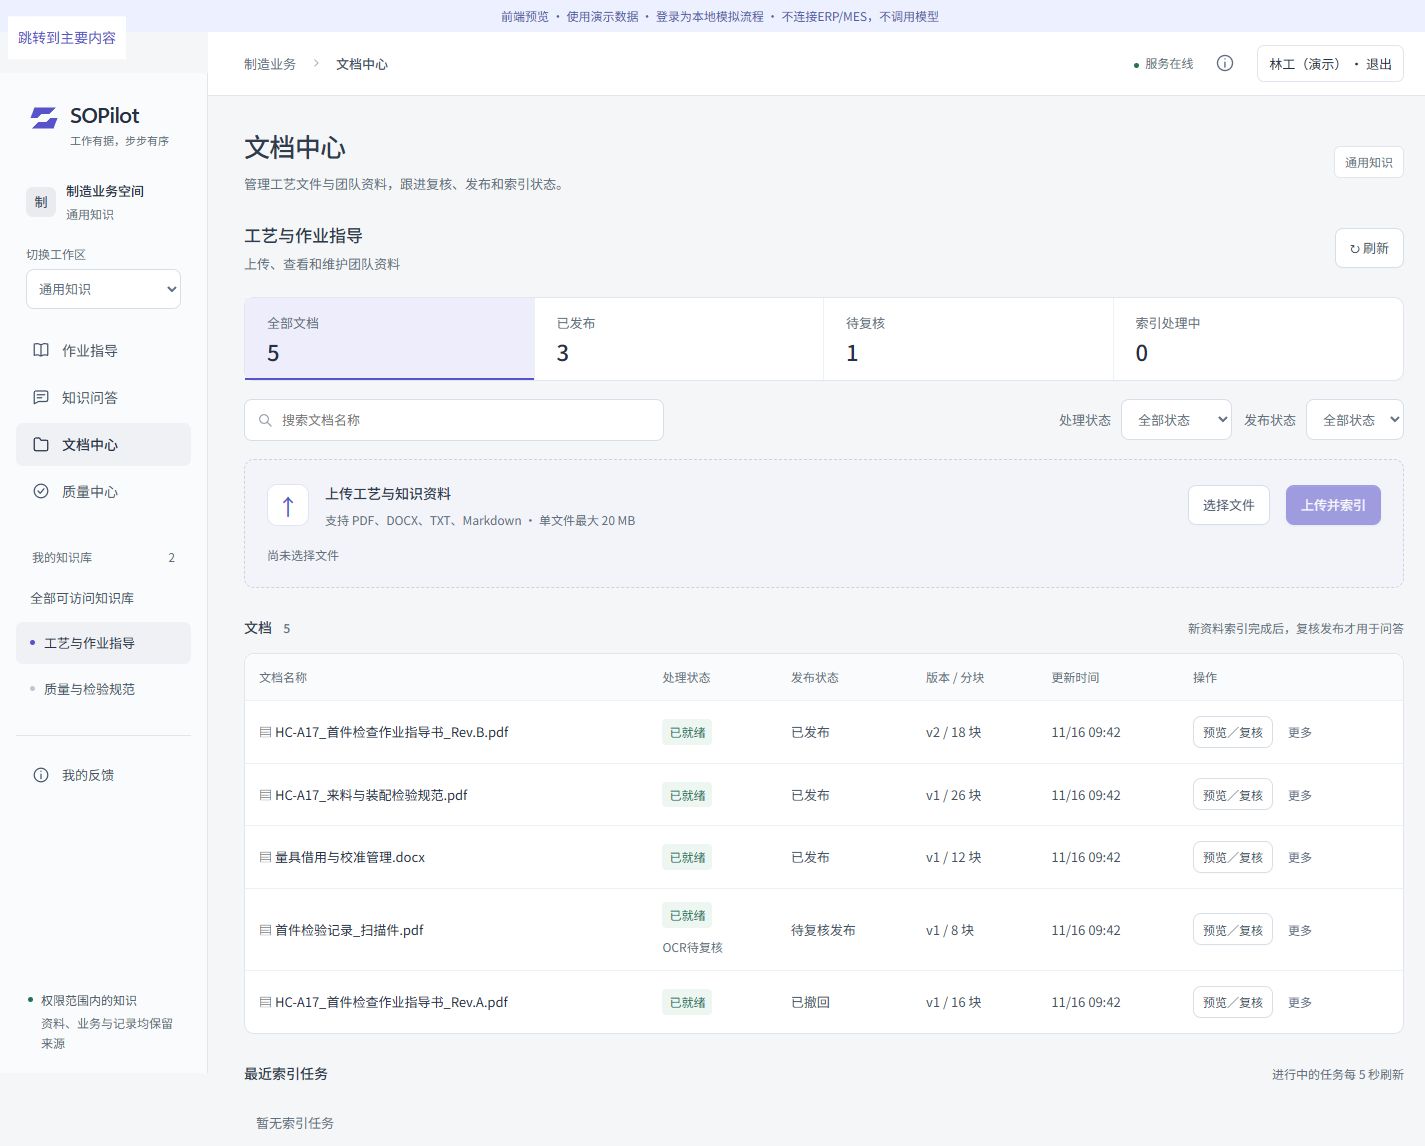 前端预览 · 使用演示数据 · 登录为本地模拟流程 · 不连接ERP/MES，不调用模型
跳转到主要内容
制造业务 > 文档中心
服务在线
林工（演示） · 退出
SOPilot
工作有据，步步有序
制
制造业务空间
通用知识
切换工作区
通用知识
作业指导
知识问答
文档中心
质量中心
我的知识库 2
全部可访问知识库
工艺与作业指导
质量与检验规范
我的反馈
权限范围内的知识
资料、业务与记录均保留
来源
文档中心
管理工艺文件与团队资料，跟进复核、发布和索引状态。
通用知识
工艺与作业指导
上传、查看和维护团队资料
↻ 刷新
全部文档
5
已发布
3
待复核
1
索引处理中
0
搜索文档名称
处理状态 全部状态 发布状态 全部状态
↑
上传工艺与知识资料
支持 PDF、DOCX、TXT、Markdown · 单文件最大 20 MB
选择文件
上传并索引
尚未选择文件
文档 5
新资料索引完成后，复核发布才用于问答
文档名称 处理状态 发布状态 版本 / 分块 更新时间 操作
HC-A17_首件检查作业指导书_Rev.B.pdf 已就绪 已发布 v2 / 18 块 11/16 09:42 预览／复核 更多
HC-A17_来料与装配检验规范.pdf 已就绪 已发布 v1 / 26 块 11/16 09:42 预览／复核 更多
量具借用与校准管理.docx 已就绪 已发布 v1 / 12 块 11/16 09:42 预览／复核 更多
首件检验记录_扫描件.pdf 已就绪 OCR待复核 待复核发布 v1 / 8 块 11/16 09:42 预览／复核 更多
HC-A17_首件检查作业指导书_Rev.A.pdf 已就绪 已撤回 v1 / 16 块 11/16 09:42 预览／复核 更多
最近索引任务
进行中的任务每 5 秒刷新
暂无索引任务